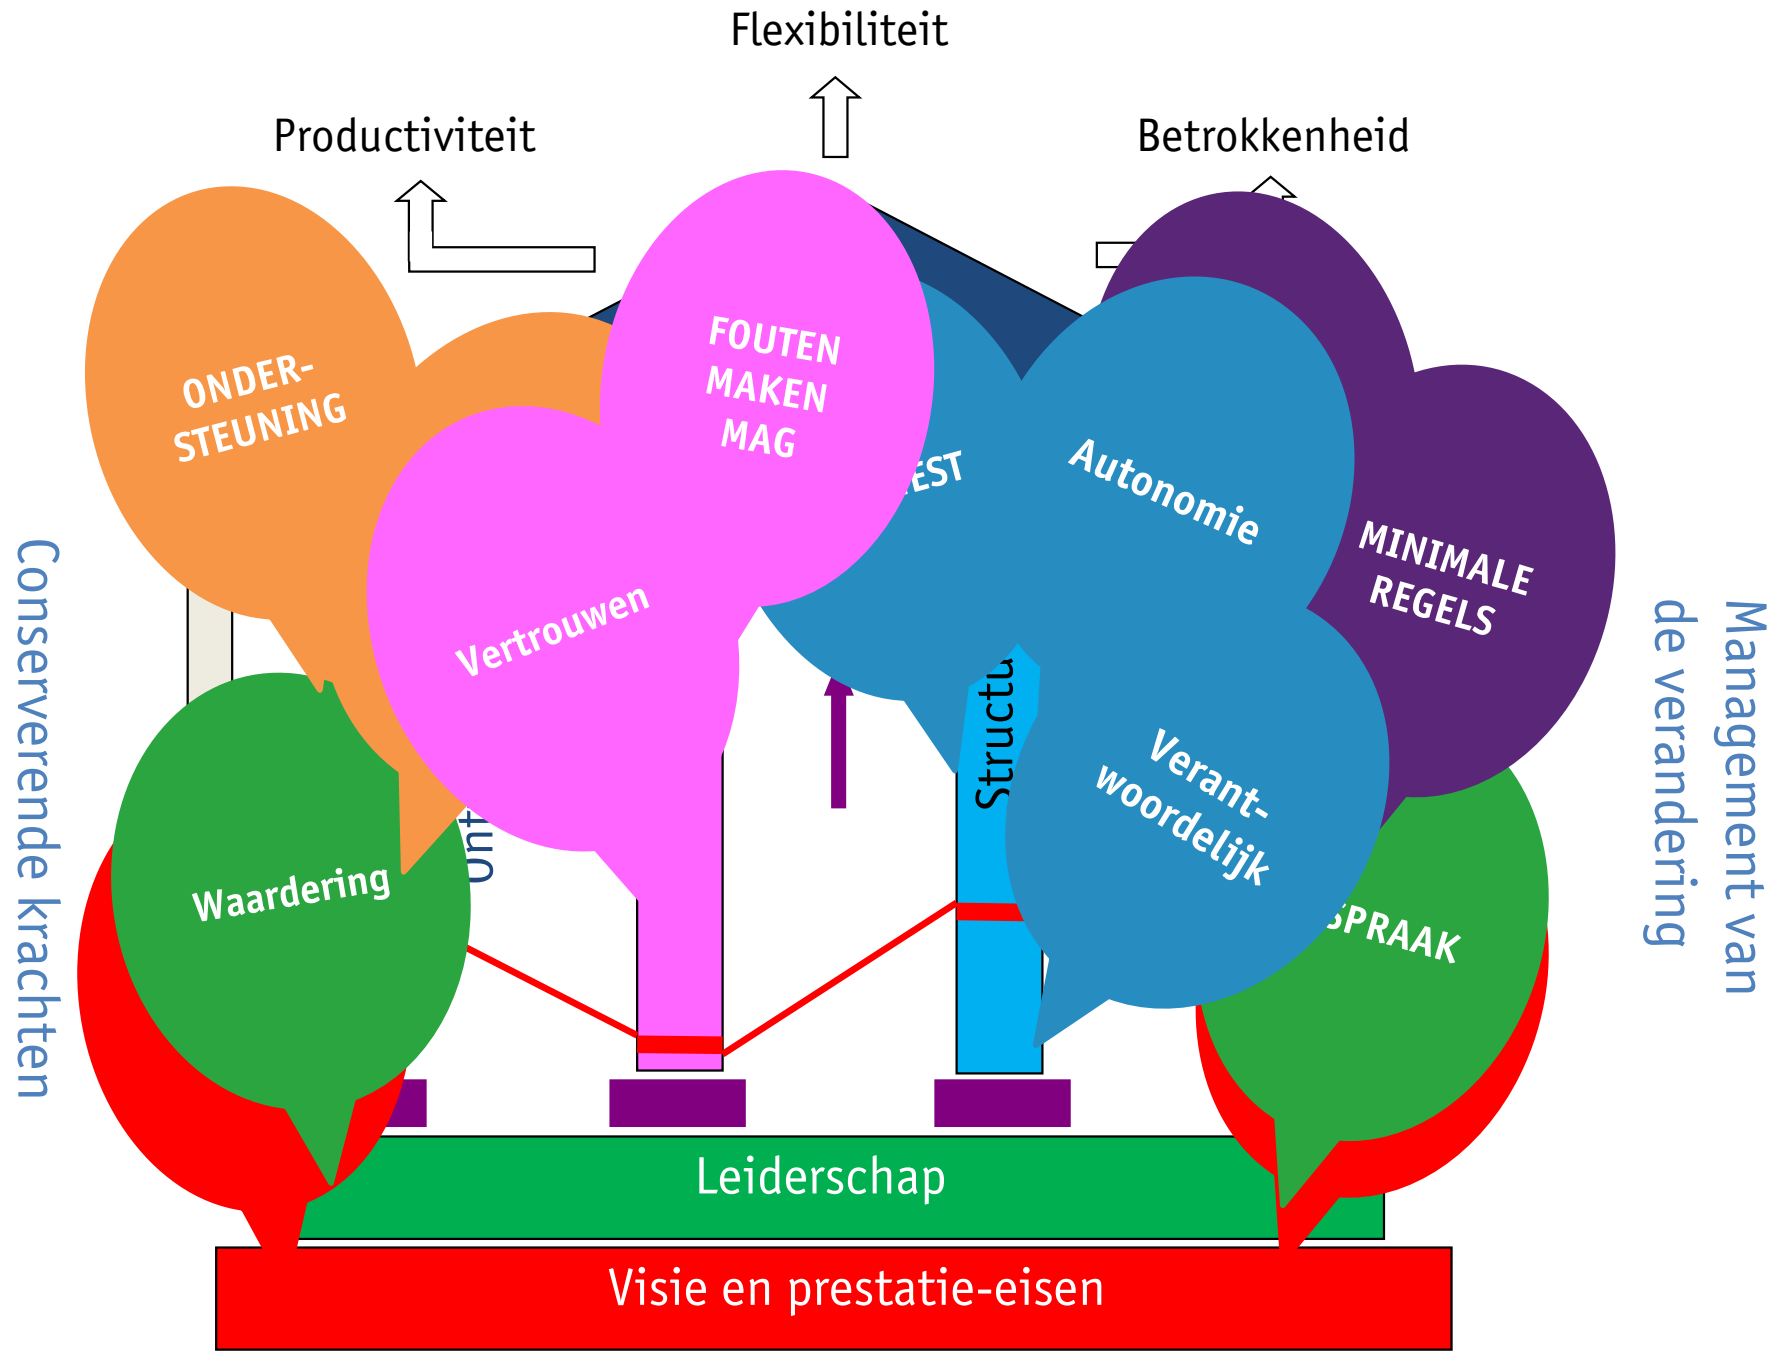 Flexibiliteit
Productiviteit
Betrokkenheid
ONDER-
STEUNING
FOUTEN
MAKEN
MAG
Autonomie
MINIMALE
REGELS
Vertrouwen
Conserverende krachten
Management van
de verandering
Verant-
woordelijk
Waardering
Leiderschap
Visie en prestatie-eisen